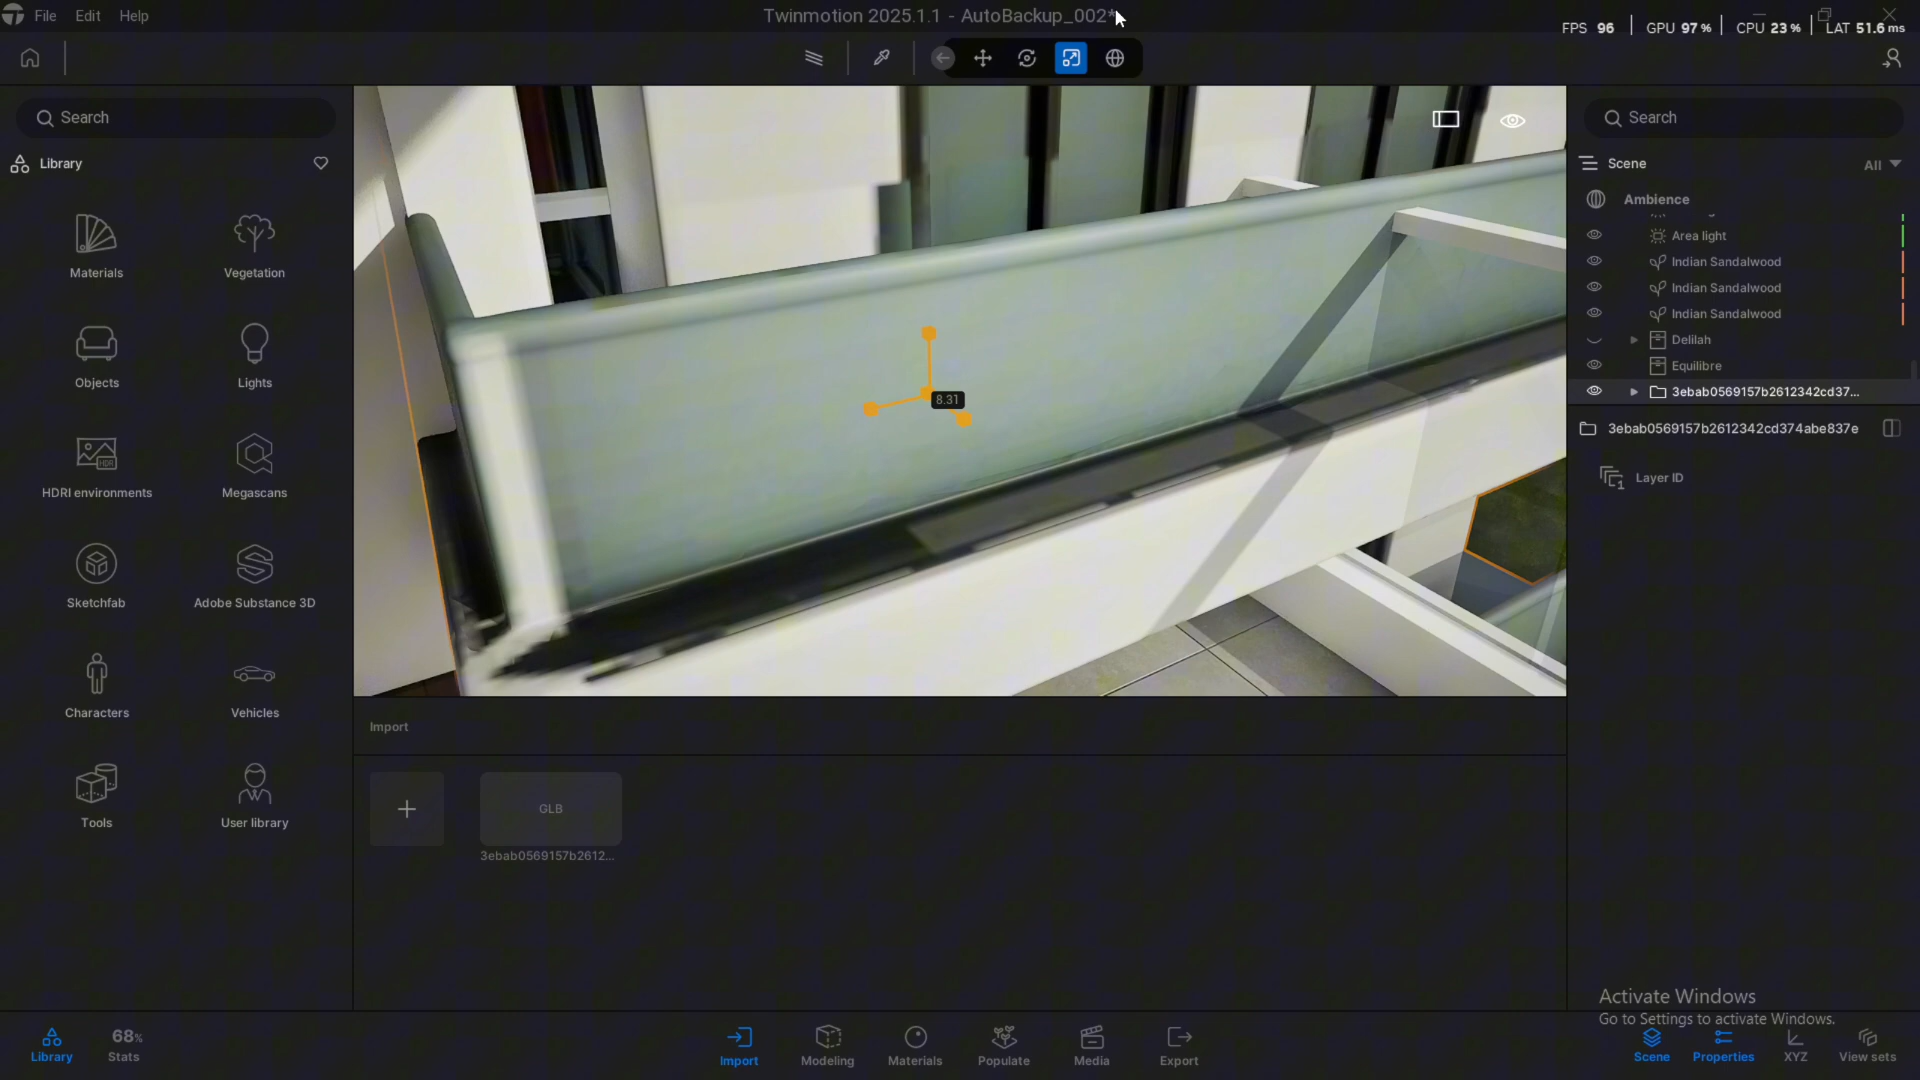 File Edit Help
Twinmotion 2025.1.1 - AutoBackup_002*
FPS 96 GPU 97% CPU 23% LAT 51.6 ms
Search
Library
Materials
Vegetation
Objects
Lights
HDR
HDRI environments
Megascans
Sketchfab
Adobe Substance 3D
Characters
Vehicles
Tools
User library
8.31
Search
Scene All
Ambience
Area light
Indian Sandalwood
Indian Sandalwood
Indian Sandalwood
Delilah
Equilibre
3ebab0569157b2612342cd37...
3ebab0569157b2612342cd374abe837e
1
Layer ID
Import
+
GLB
3ebab0569157b2612...
Activate Windows
Go to Settings to activate Windows.
Library
68%
Stats
Import
Modeling
Materials
Populate
Media
Export
Scene
Properties
XYZ
View sets